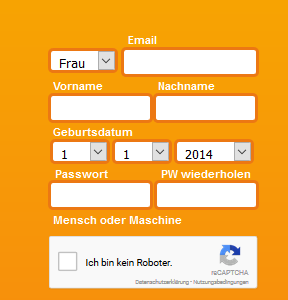 Email
Frau
Vorname Nachname
Geburtsdatum
1 1 2014
Passwort PW wiederholen
Mensch oder Maschine
Ich bin kein Roboter.
reCAPTCHA
Datenschutzerklärung - Nutzungsbedingungen